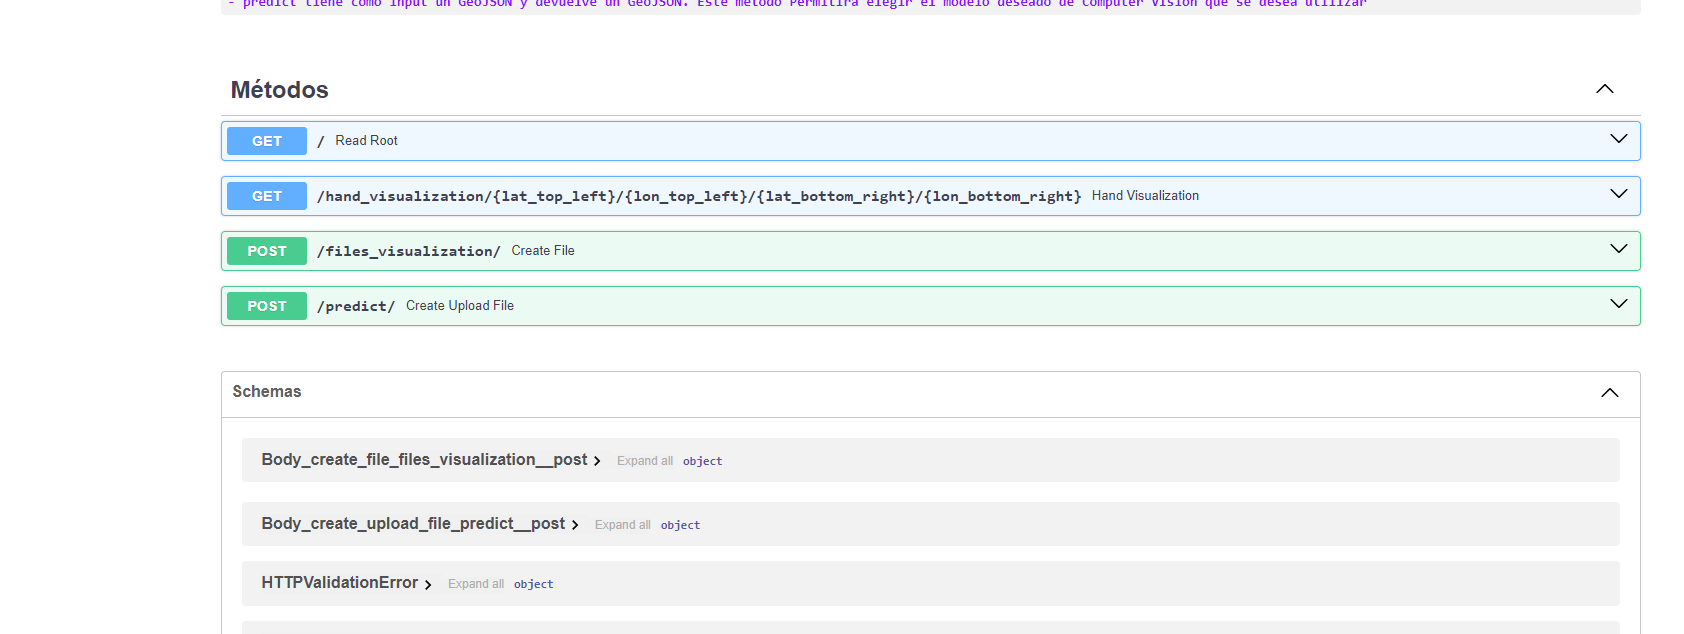 - predict tiene como input un GeoJSON y devuelve un GeoJSON. Este metodo Permitirá elegir el modelo deseado de Computer Vision que se desea utilizar
Métodos
GET / Read Root
GET /hand_visualization/{lat_top_left}/{lon_top_left}/{lat_bottom_right}/{lon_bottom_right} Hand Visualization
POST /files_visualization/ Create File
POST /predict/ Create Upload File
Schemas
Body_create_file_files_visualization__post Expand all object
Body_create_upload_file_predict__post Expand all object
HTTPValidationError Expand all object